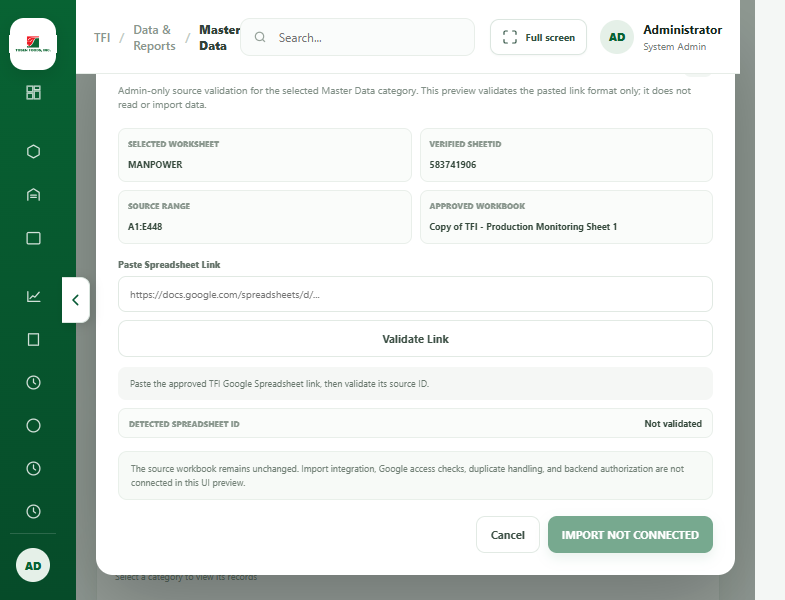 TFI / Data & Reports / Master Data
Search...
Full screen
AD
Administrator
System Admin
Admin-only source validation for the selected Master Data category. This preview validates the pasted link format only; it does not
read or import data.
SELECTED WORKSHEET
MANPOWER
VERIFIED SHEETID
583741906
SOURCE RANGE
A1:E448
APPROVED WORKBOOK
Copy of TFI - Production Monitoring Sheet 1
Paste Spreadsheet Link
https://docs.google.com/spreadsheets/d/...
Validate Link
Paste the approved TFI Google Spreadsheet link, then validate its source ID.
DETECTED SPREADSHEET ID
Not validated
The source workbook remains unchanged. Import integration, Google access checks, duplicate handling, and backend authorization are not
connected in this UI preview.
Cancel
IMPORT NOT CONNECTED
AD
Select a category to view its records